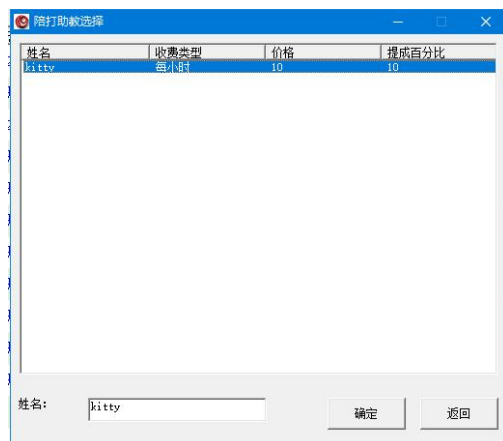 陪打助教选择
姓名 收费类型 价格 提成百分比
kitty 每小时 10 10
姓名: kitty 确定 返回